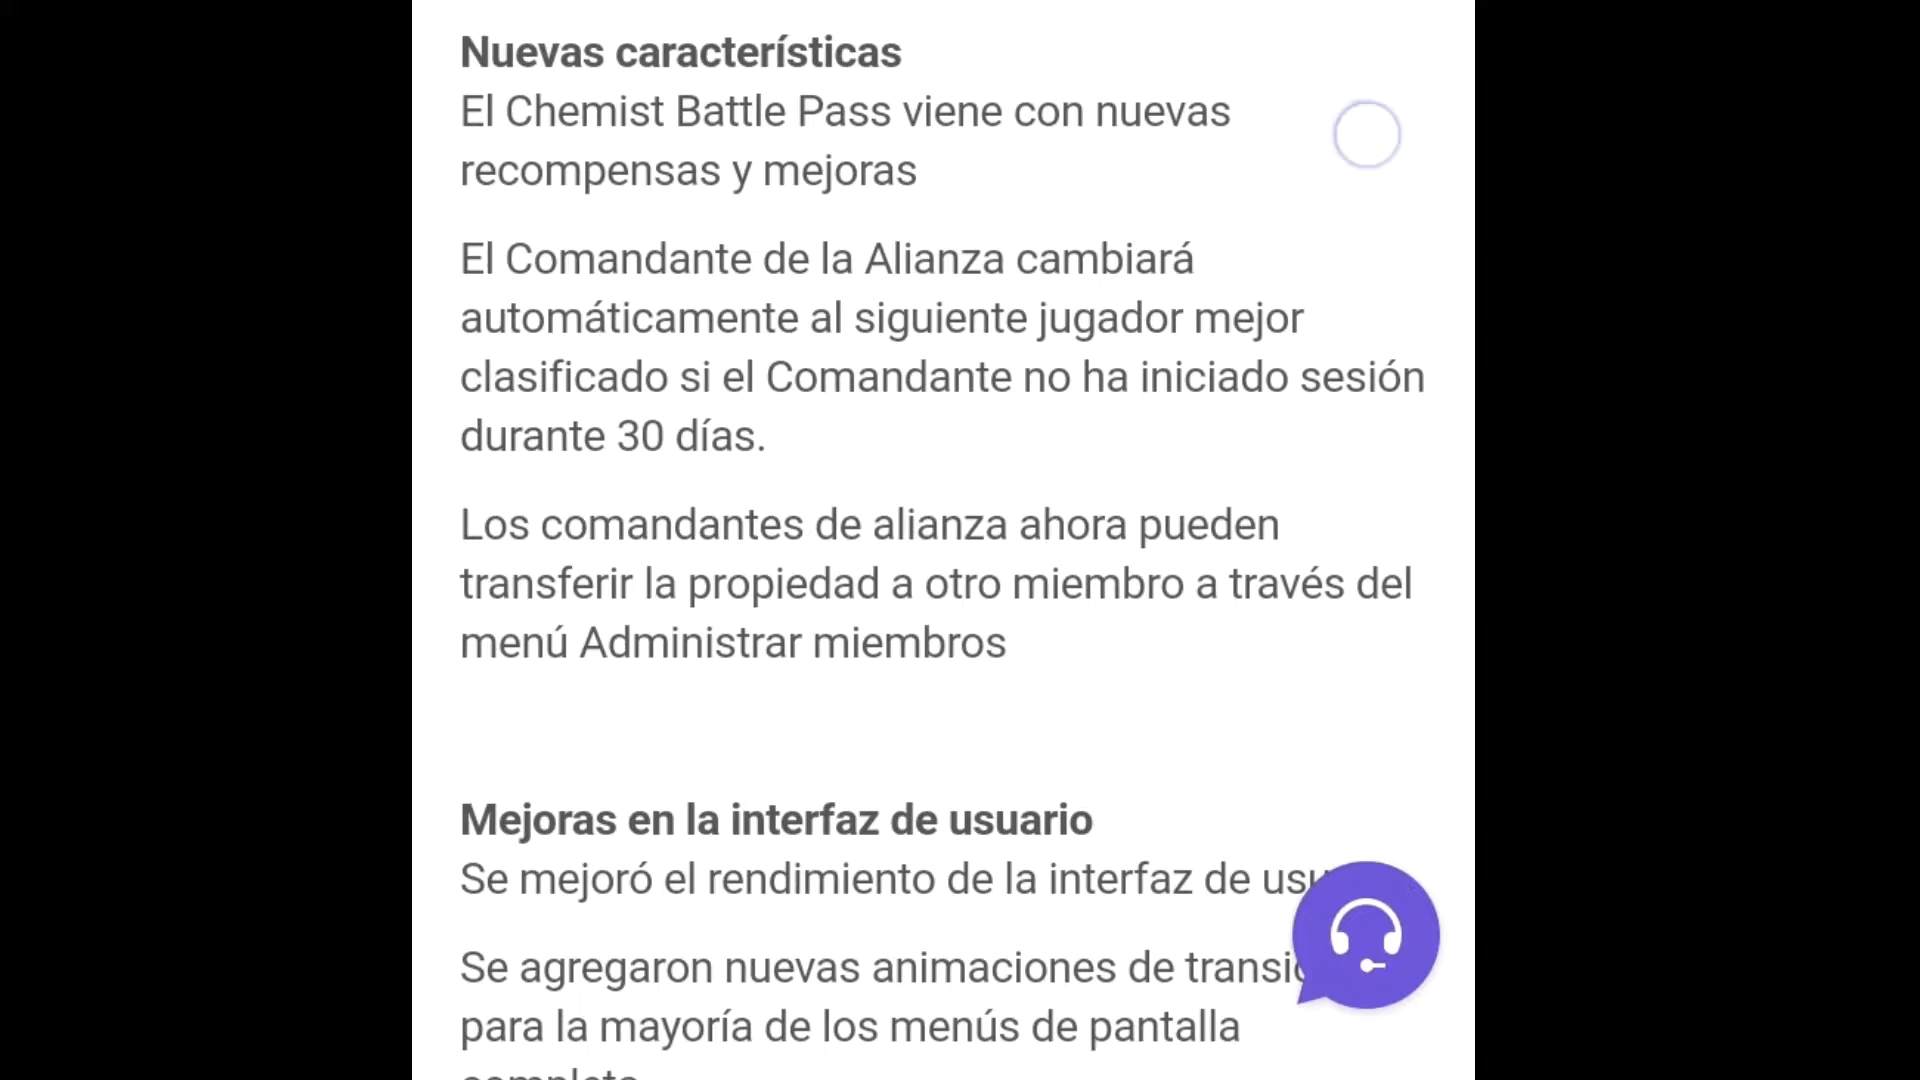 Nuevas características
El Chemist Battle Pass viene con nuevas
recompensas y mejoras
El Comandante de la Alianza cambiará
automáticamente al siguiente jugador mejor
clasificado si el Comandante no ha iniciado sesión
durante 30 días.
Los comandantes de alianza ahora pueden
transferir la propiedad a otro miembro a través del
menú Administrar miembros
Mejoras en la interfaz de usuario
Se mejoró el rendimiento de la interfaz de
Se agregaron nuevas animaciones de
para la mayoría de los menús de pantalla